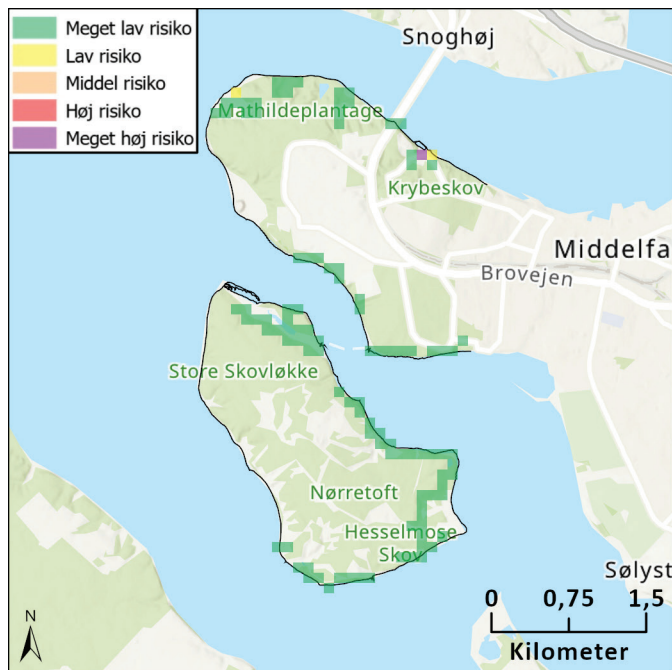 Meget lav risiko
Lav risiko
Middel risiko
Høj risiko
Meget høj risiko
Snoghøj
Mathildeplantage
Krybeskov
Middelfa
Brovejen
Store Skovløkke
Nørretoft
Hesselmose
Skov
Sølyst
N
0 0,75 1,5
Kilometer